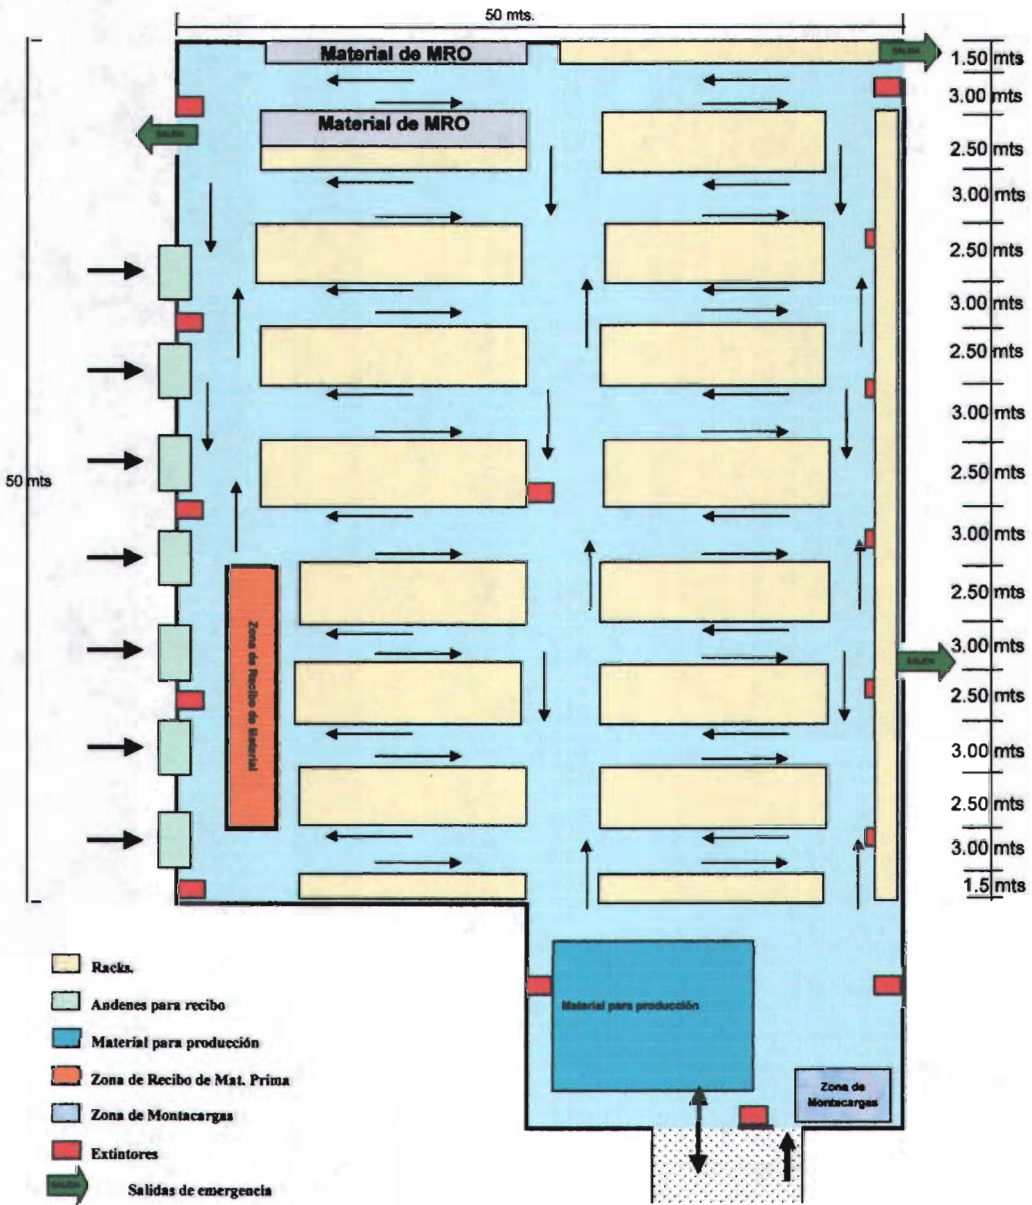 50 mts.
Material de MRO
SALIDA
1.50 mts
3.00 mts
SALIDA
Material de MRO
2.50 mts
3.00 mts
2.50 mts
3.00 mts
2.50 mts
3.00 mts
50 mts
2.50 mts
3.00 mts
2.50 mts
Zona de Recibo de Material
3.00 mts
SALIDA
2.50 mts
3.00 mts
2.50 mts
3.00 mts
1.5 mts
Racks.
Andenes para recibo
Material para producción
Material para producción
Zona de Recibo de Mat. Prima
Zona de
Montacargas
Zona de Montacargas
Extintores
SALIDA
Salidas de emergencia